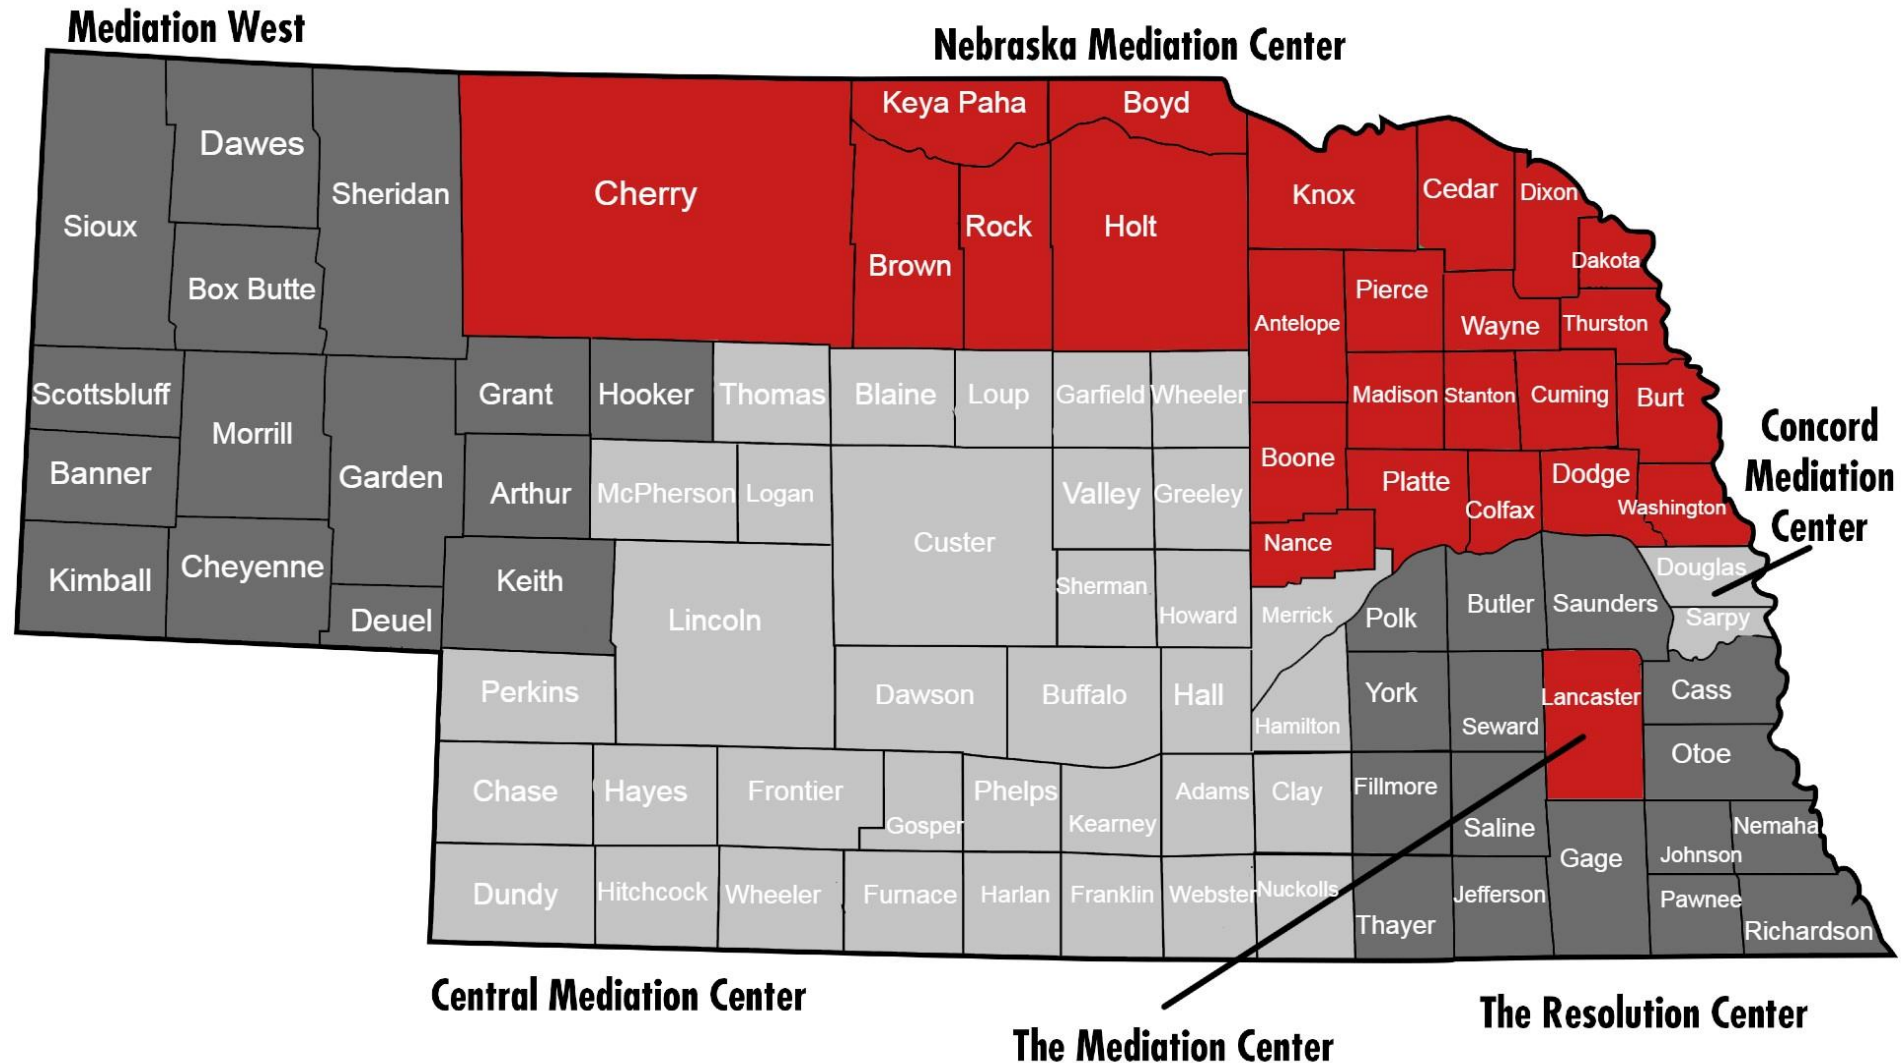 Mediation West
Nebraska Mediation Center
Keya Paha
Boyd
Dawes
Sheridan
Cherry
Knox
Cedar
Dixon
Sioux
Rock
Holt
Brown
Dakota
Box Butte
Pierce
Antelope
Wayne
Thurston
Scottsbluff
Grant
Hooker
Thomas
Blaine
Loup
Garfield
Wheeler
Madison
Stanton
Cuming
Burt
Morrill
Concord
Mediation
Center
Banner
Garden
Arthur
McPherson
Logan
Valley
Greeley
Boone
Platte
Colfax
Dodge
Washington
Custer
Nance
Kimball
Cheyenne
Keith
Sherman
Douglas
Deuel
Lincoln
Howard
Merrick
Polk
Butler
Saunders
Sarpy
Perkins
Dawson
Buffalo
Hall
Hamilton
York
Seward
Lancaster
Cass
Otoe
Chase
Hayes
Frontier
Gosper
Phelps
Kearney
Adams
Clay
Fillmore
Saline
Gage
Johnson
Nemaha
Dundy
Hitchcock
Wheeler
Furnace
Harlan
Franklin
Webster
Nuckolls
Thayer
Jefferson
Pawnee
Richardson
Central Mediation Center
The Mediation Center
The Resolution Center